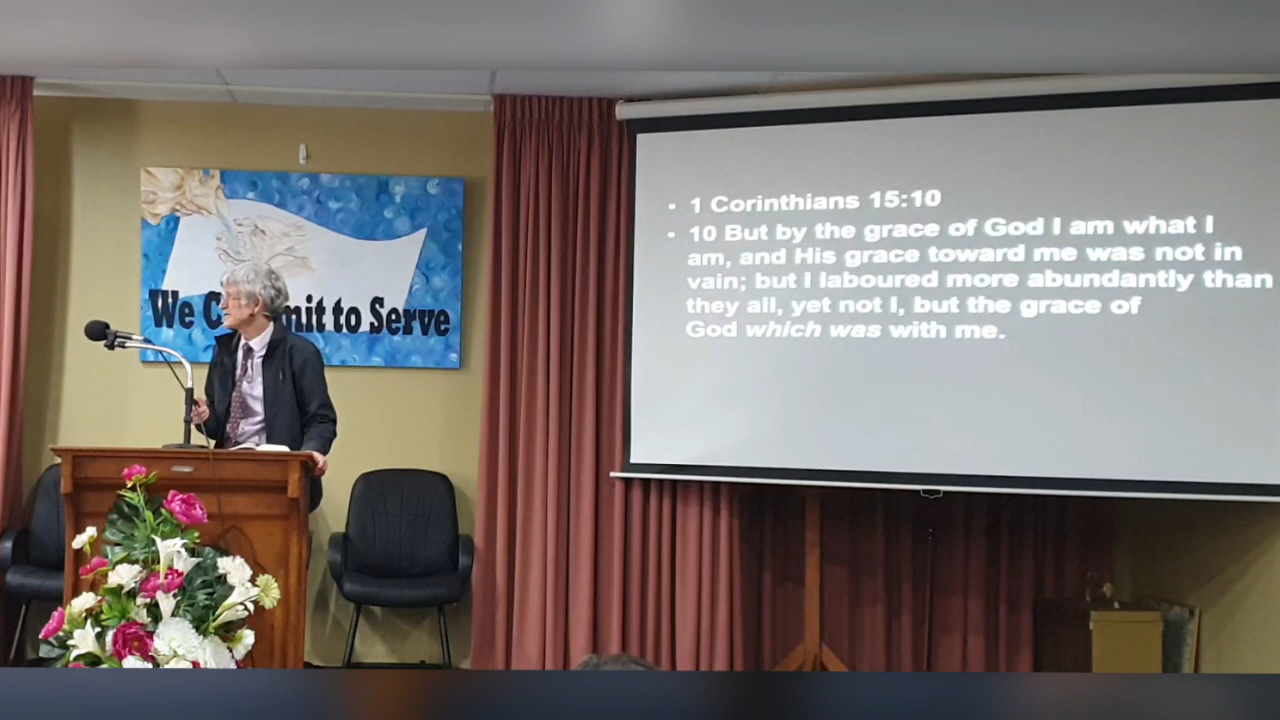 We C mit to Serve
• 1 Corinthians 15:10
• 10 But by the grace of God I am what I
am, and His grace toward me was not in
vain; but I laboured more abundantly than
they all, yet not I, but the grace of
God which was with me.